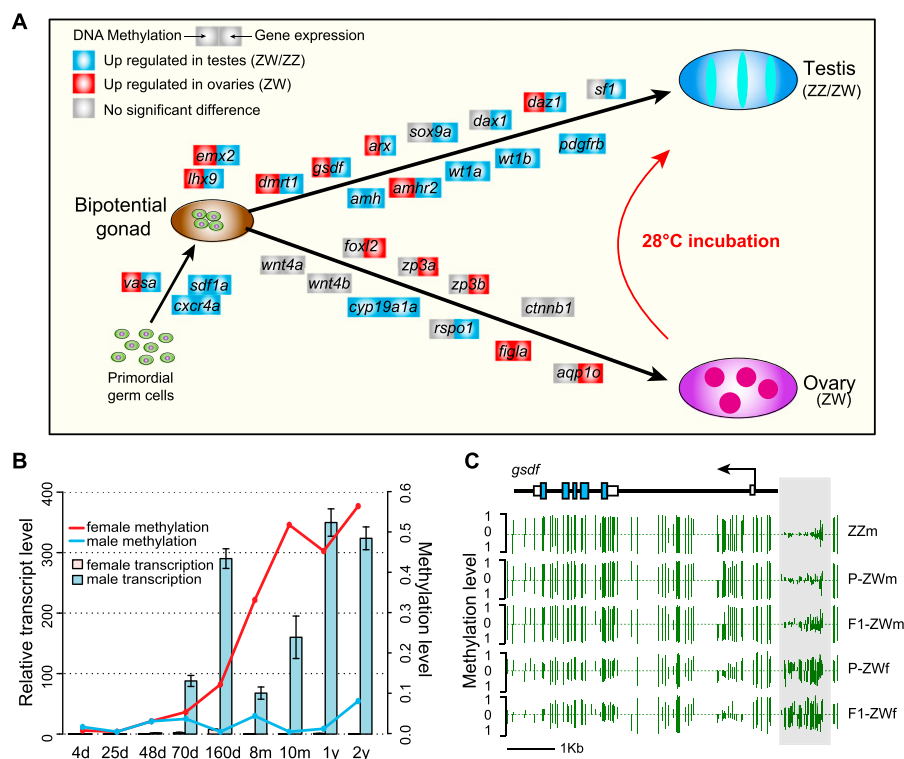 A
DNA Methylation Gene expression
Up regulated in testes (ZW/ZZ)
Up regulated in ovaries (ZW)
No significant difference
Testis
(ZZ/ZW)
sf1
daz1
dax1
sox9a
arx
gsdf
dmrt1
emx2
lhx9
pdgfrb
wt1b
wt1a
amhr2
amh
Bipotential
gonad
28°C incubation
vasa
sdf1a
cxcr4a
foxl2
wnt4a
zp3a
wnt4b
zp3b
cyp19a1a
ctnnb1
rspo1
figla
aqp1o
Primordial
germ cells
Ovary
(ZW)
B
Relative transcript level
400
300
200
100
0
female methylation
male methylation
female transcription
male transcription
0.6
0.5
0.4
0.3
0.2
0.1
0.0
Methylation level
4d 25d 48d 70d 160d 8m 10m 1y 2y
C
gsdf
Methylation level
1
0
1
ZZm
1
0
1
P-ZWm
1
0
1
F1-ZWm
1
0
1
P-ZWf
1
0
1
F1-ZWf
1Kb